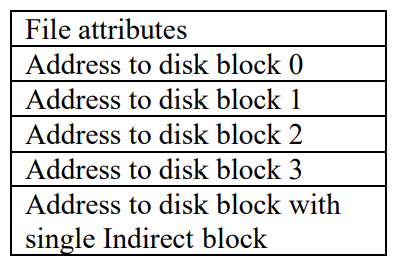 File attributes
Address to disk block 0
Address to disk block 1
Address to disk block 2
Address to disk block 3
Address to disk block with
single Indirect block